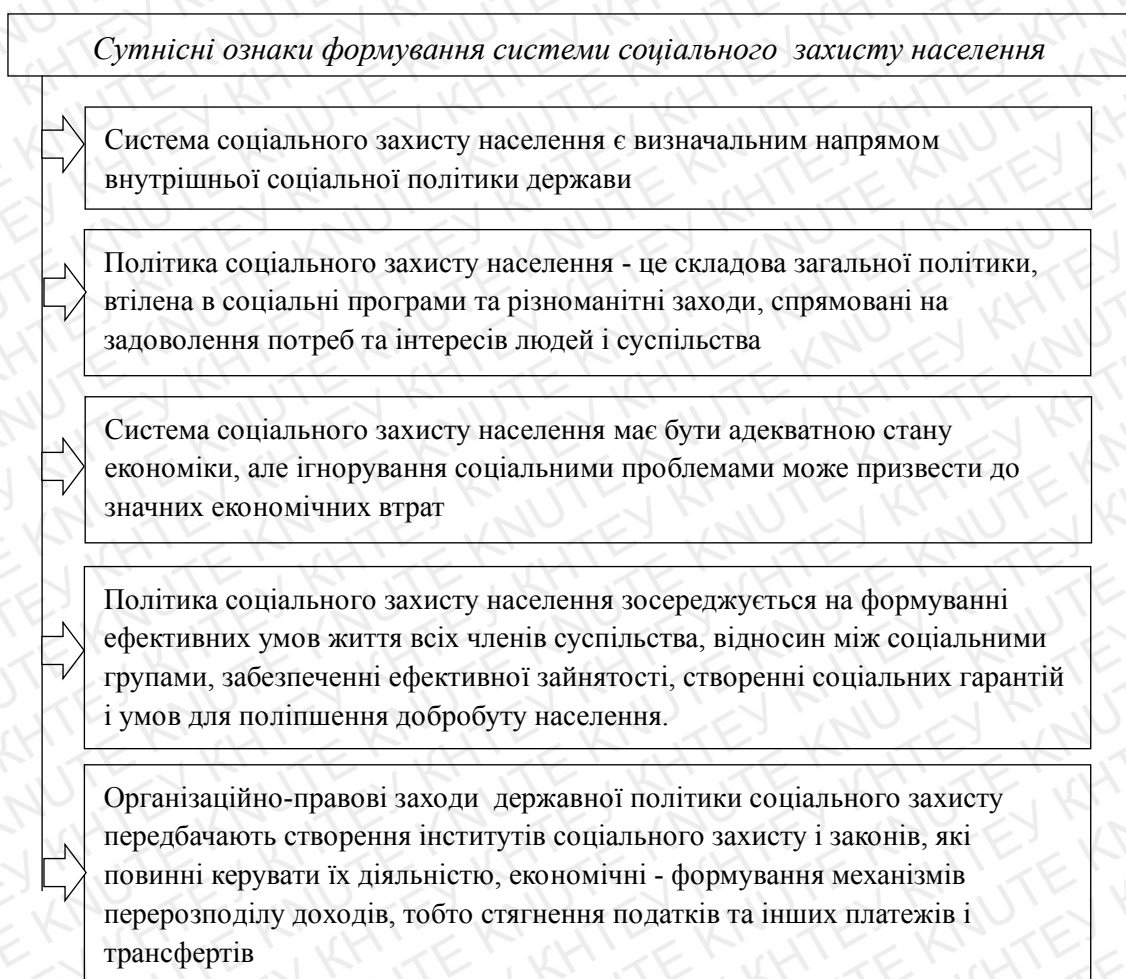 Сутнісні ознаки формування системи соціального захисту населення
Система соціального захисту населення є визначальним напрямом
внутрішньої соціальної політики держави
Політика соціального захисту населення - це складова загальної політики,
втілена в соціальні програми та різноманітні заходи, спрямовані на
задоволення потреб та інтересів людей і суспільства
Система соціального захисту населення має бути адекватною стану
економіки, але ігнорування соціальними проблемами може призвести до
значних економічних втрат
Політика соціального захисту населення зосереджується на формуванні
ефективних умов життя всіх членів суспільства, відносин між соціальними
групами, забезпеченні ефективної зайнятості, створенні соціальних гарантій
і умов для поліпшення добробуту населення.
Організаційно-правові заходи державної політики соціального захисту
передбачають створення інститутів соціального захисту і законів, які
повинні керувати їх діяльністю, економічні - формування механізмів
перерозподілу доходів, тобто стягнення податків та інших платежів і
трансфертів